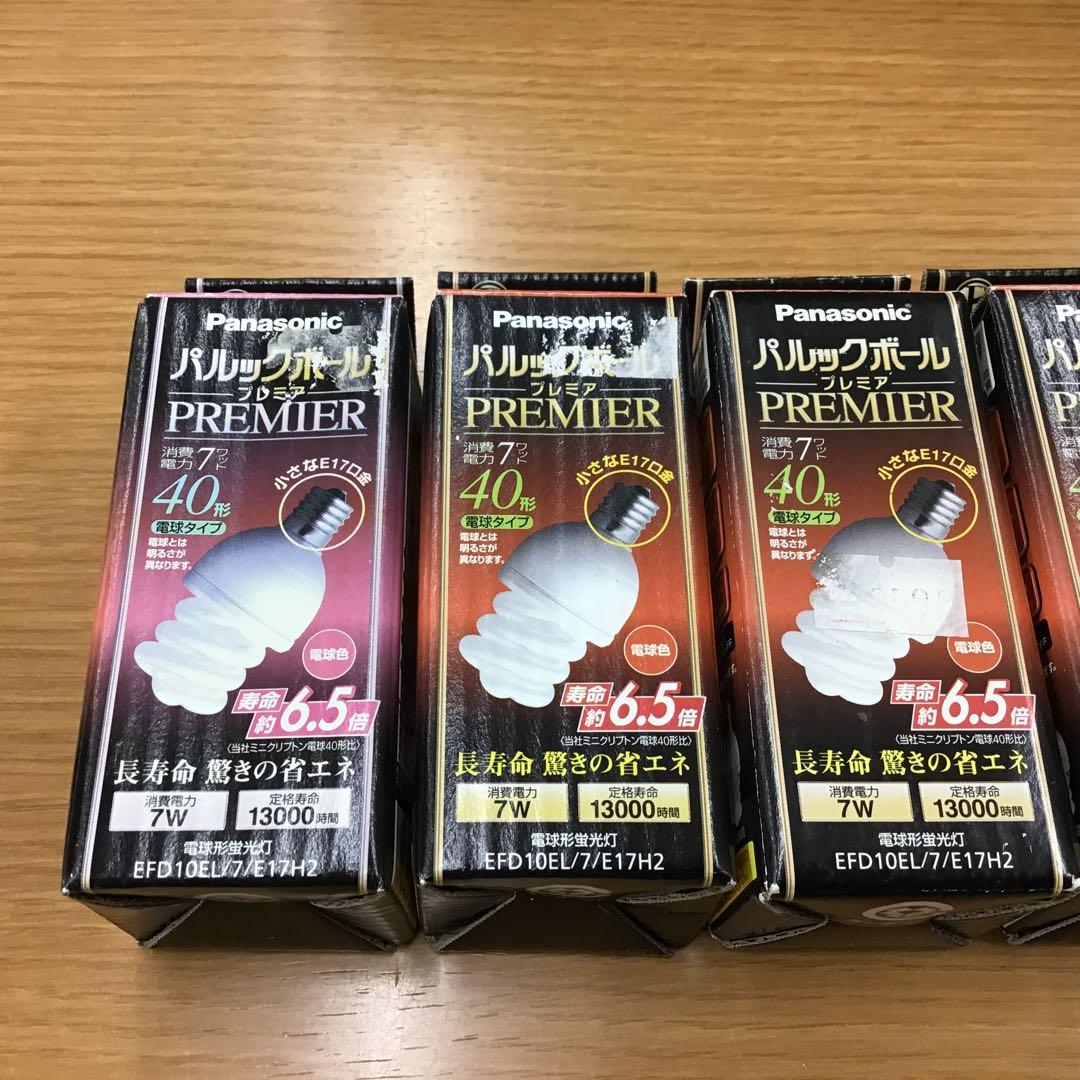 Panasonic
パルックボール
プレミア
PREMIER
消費電力 7ワット
小さなE17口金
40形
電球タイプ
電球とは
明るさが
異なります。
電球色
寿命
約6.5倍
〈当社ミニクリプトン電球40形比〉
長寿命 驚きの省エネ
消費電力
7W
定格寿命
13000時間
電球形蛍光灯
EFD10EL/7/E17H2
Panasonic
パルックボール
プレミア
PREMIER
消費電力 7ワット
小さなE17口金
40形
電球タイプ
電球とは
明るさが
異なります。
電球色
寿命
約6.5倍
〈当社ミニクリプトン電球40形比〉
長寿命 驚きの省エネ
消費電力
7W
定格寿命
13000時間
電球形蛍光灯
EFD10EL/7/E17H2
Panasonic
パルックボール
プレミア
PREMIER
消費電力 7ワット
小さなE17口金
40形
電球タイプ
電球とは
明るさが
異なります。
電球色
寿命
約6.5倍
〈当社ミニクリプトン電球40形比〉
長寿命 驚きの省エネ
消費電力
7W
定格寿命
13000時間
電球形蛍光灯
EFD10EL/7/E17H2